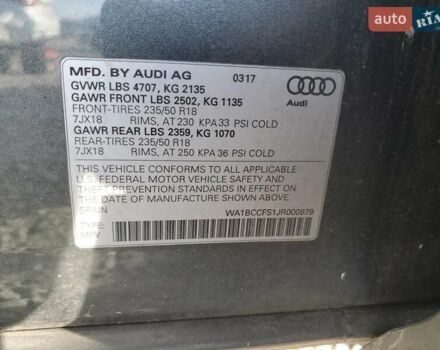 auto RIA
MFD. BY AUDI AG 03 17
GVWR LBS 4707, KG 2135
GAWR FRONT LBS 2502, KG 1135
FRONT-TIRES 235/50 R18
7JX18 RIMS, AT 230 KPA 33 PSI COLD
GAWR REAR LBS 2359, KG 1070
REAR-TIRES 235/50 R18
7JX18 RIMS, AT 250 KPA 36 PSI COLD
Audi
THIS VEHICLE CONFORMS TO ALL APPLICABLE
U.S. FEDERAL MOTOR VEHICLE SAFETY AND
THEFT PREVENTION STANDARDS IN EFFECT ON
THE DATE OF MANUFACTURE SHOWN ABOVE.
SPAIN WA1BCCFS1JR000879
TYPE:
MPV